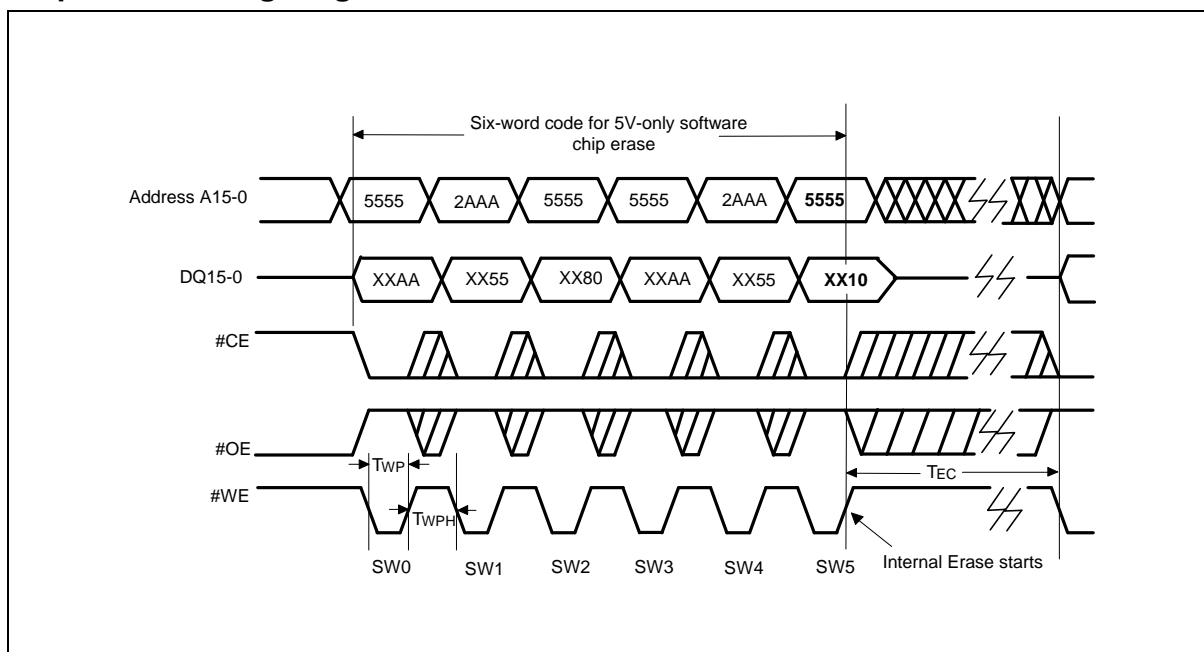 Six-word code for 5V-only software
chip erase
Address A15-0
5555
2AAA
5555
5555
2AAA
5555
DQ15-0
XXAA
XX55
XX80
XXAA
XX55
XX10
#CE
#OE
TWP
TEC
#WE
TWPH
Internal Erase starts
SW0
SW1
SW2
SW3
SW4
SW5